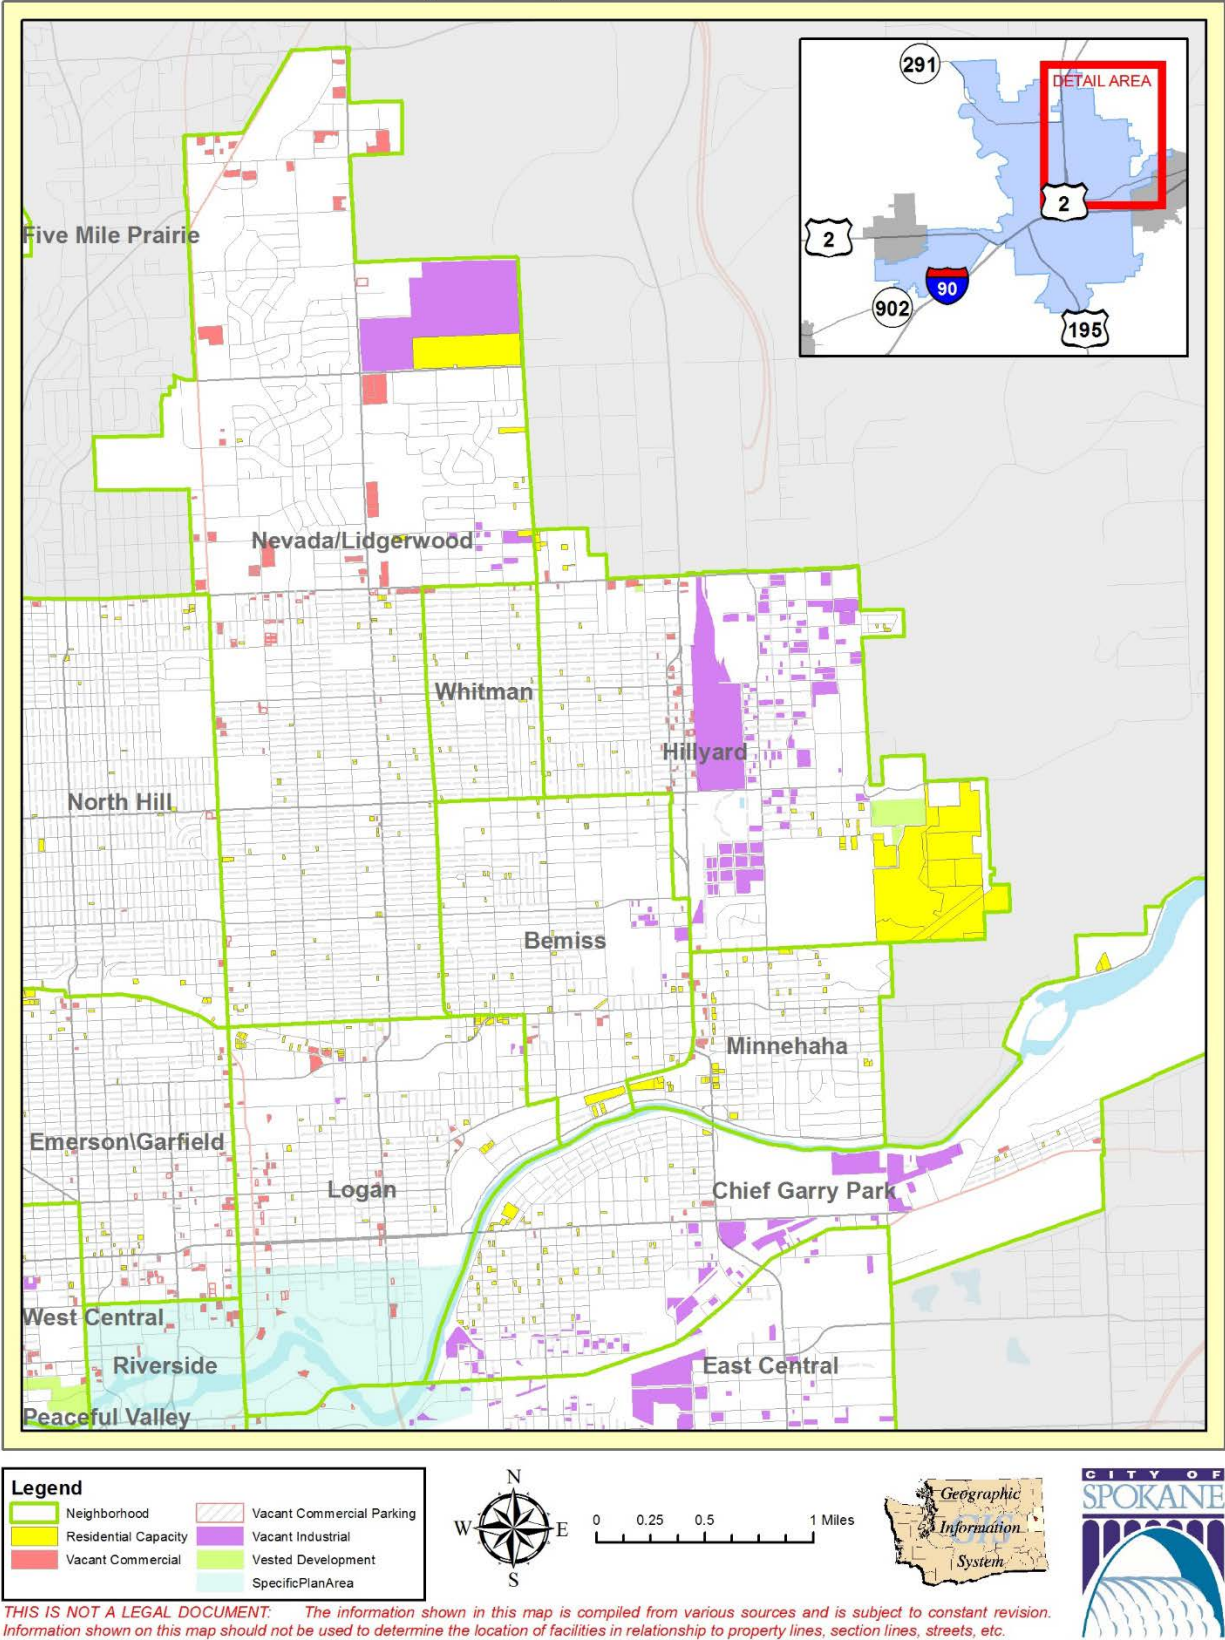 291
DETAIL AREA
2
2
90
902
195
Five Mile Prairie
Nevada/Lidgerwood
Whitman
Hillyard
North Hill
Bemiss
Minnehaha
Emerson\Garfield
Logan
Chief Garry Park
West Central
Riverside
East Central
Peaceful Valley
Legend
Neighborhood
Residential Capacity
Vacant Commercial
Vacant Commercial Parking
Vacant Industrial
Vested Development
SpecificPlanArea
N
W E
S
0 0.25 0.5 1 Miles
Geographic
Information
System
GIS
CITY OF
SPOKANE
THIS IS NOT A LEGAL DOCUMENT: The information shown in this map is compiled from various sources and is subject to constant revision.
Information shown on this map should not be used to determine the location of facilities in relationship to property lines, section lines, streets, etc.